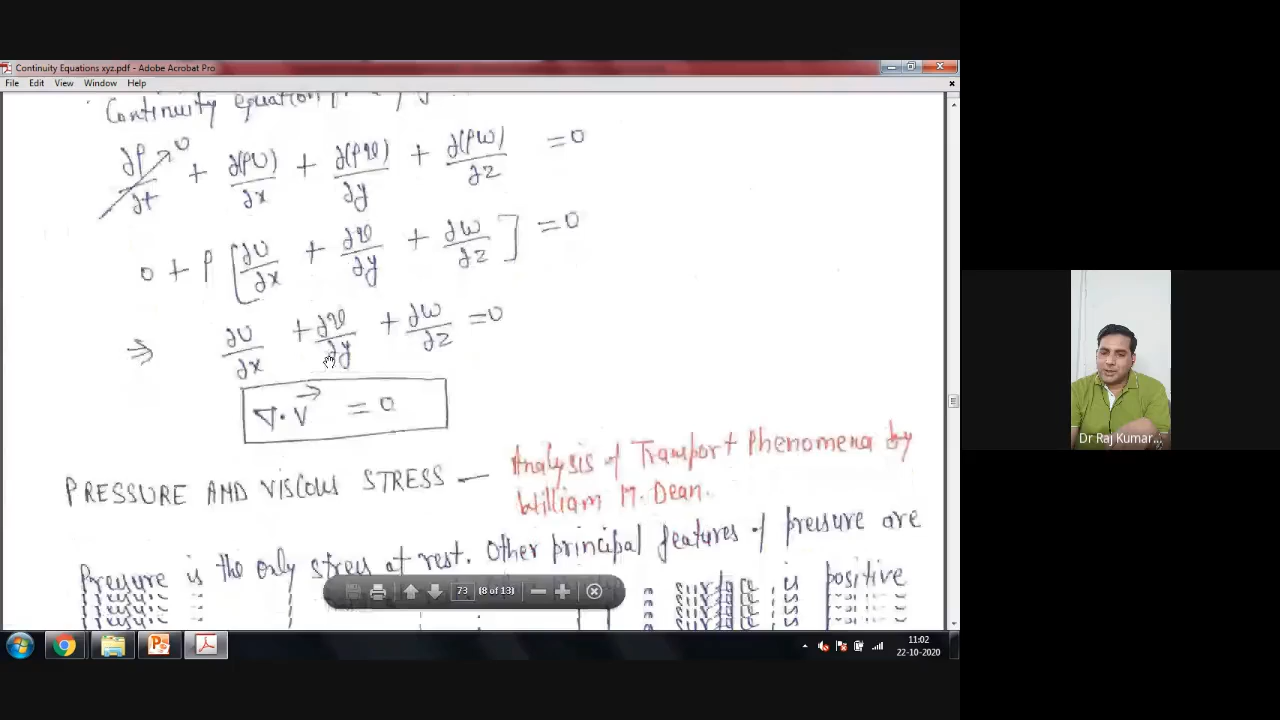 Continuity Equations xyz.pdf - Adobe Acrobat Pro
File Edit View Window Help
Continuity equation
∂ρ/∂t → 0 + ∂(ρU)/∂x + ∂(ρV)/∂y + ∂(ρW)/∂z = 0
0 + ρ [∂U/∂x + ∂V/∂y + ∂W/∂z] = 0
⇒ ∂U/∂x + ∂V/∂y + ∂W/∂z = 0
∇·V⃗ = 0
PRESSURE AND VISCOUS STRESS — Analysis of Transport Phenomena by
William M. Dean.
Pressure is the only stress at rest. Other principal features of pressure are
positive
73 (8 of 13)
Dr Raj Kumar...
11:02
22-10-2020